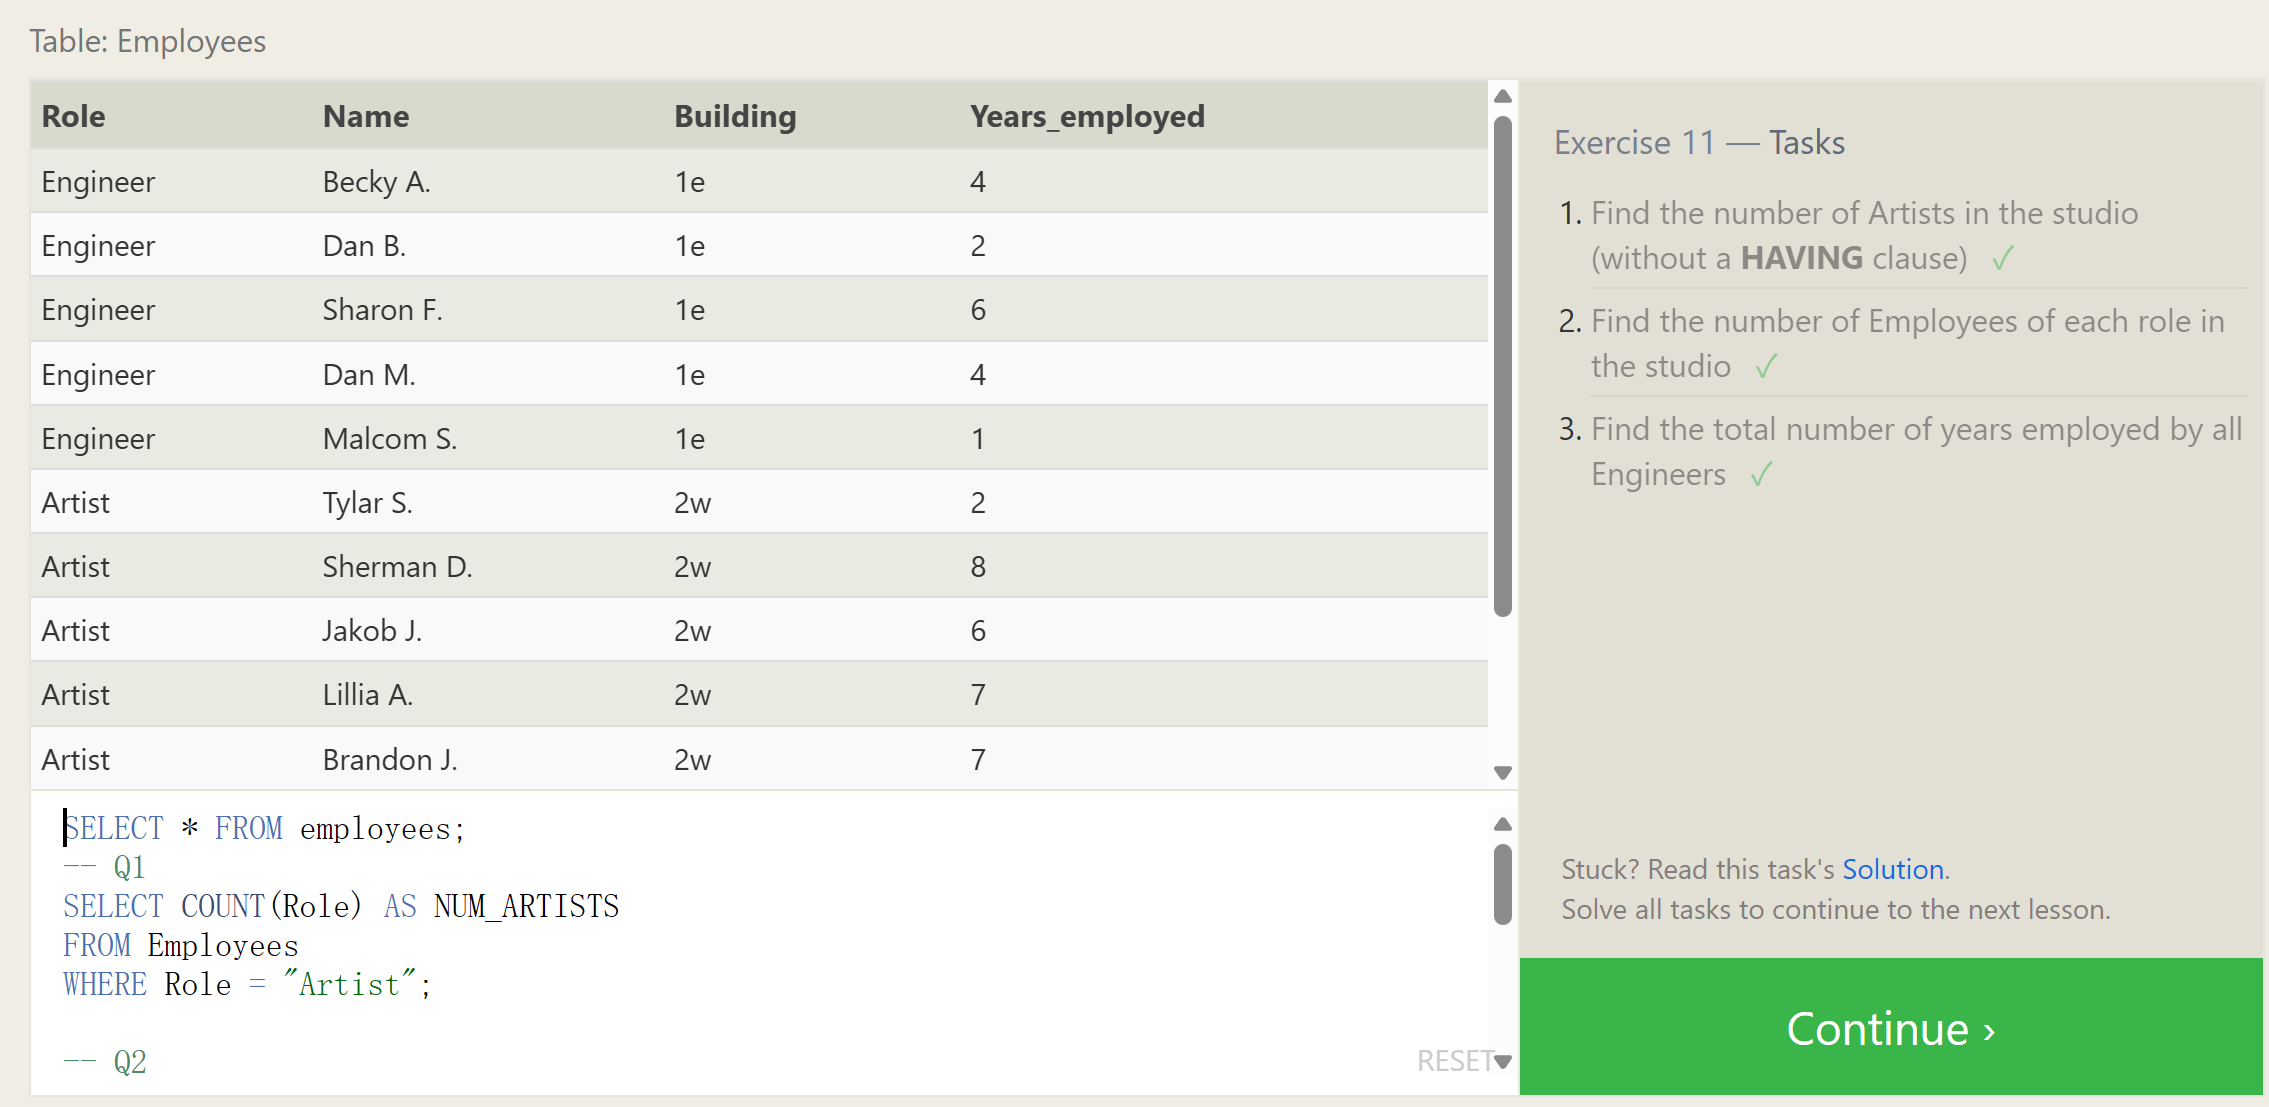 Table: Employees
Role Name Building Years_employed
Engineer Becky A. 1e 4
Engineer Dan B. 1e 2
Engineer Sharon F. 1e 6
Engineer Dan M. 1e 4
Engineer Malcom S. 1e 1
Artist Tylar S. 2w 2
Artist Sherman D. 2w 8
Artist Jakob J. 2w 6
Artist Lillia A. 2w 7
Artist Brandon J. 2w 7
SELECT * FROM employees;
-- Q1
SELECT COUNT(Role) AS NUM_ARTISTS
FROM Employees
WHERE Role = "Artist";
-- Q2
RESET
Exercise 11 — Tasks
1. Find the number of Artists in the studio
(without a HAVING clause) ✓
2. Find the number of Employees of each role in
the studio ✓
3. Find the total number of years employed by all
Engineers ✓
Stuck? Read this task's Solution.
Solve all tasks to continue to the next lesson.
Continue ›